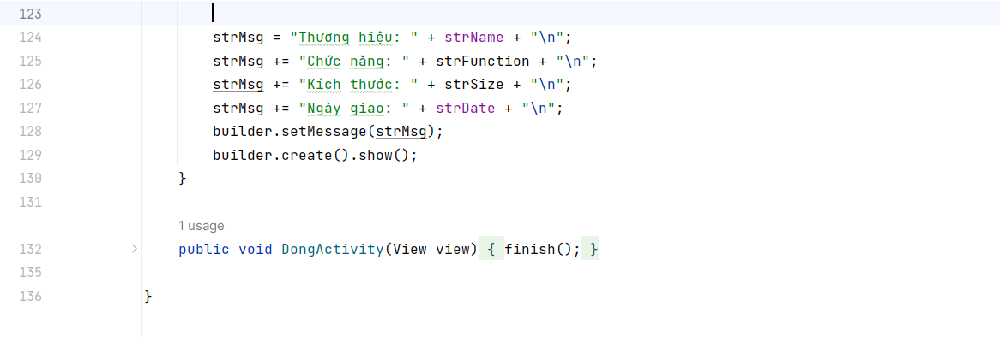 123
124 strMsg = "Thương hiệu: " + strName + "\n";
125 strMsg += "Chức năng: " + strFunction + "\n";
126 strMsg += "Kích thước: " + strSize + "\n";
127 strMsg += "Ngày giao: " + strDate + "\n";
128 builder.setMessage(strMsg);
129 builder.create().show();
130 }
131
1 usage
132 public void DongActivity(View view) { finish(); }
135
136 }